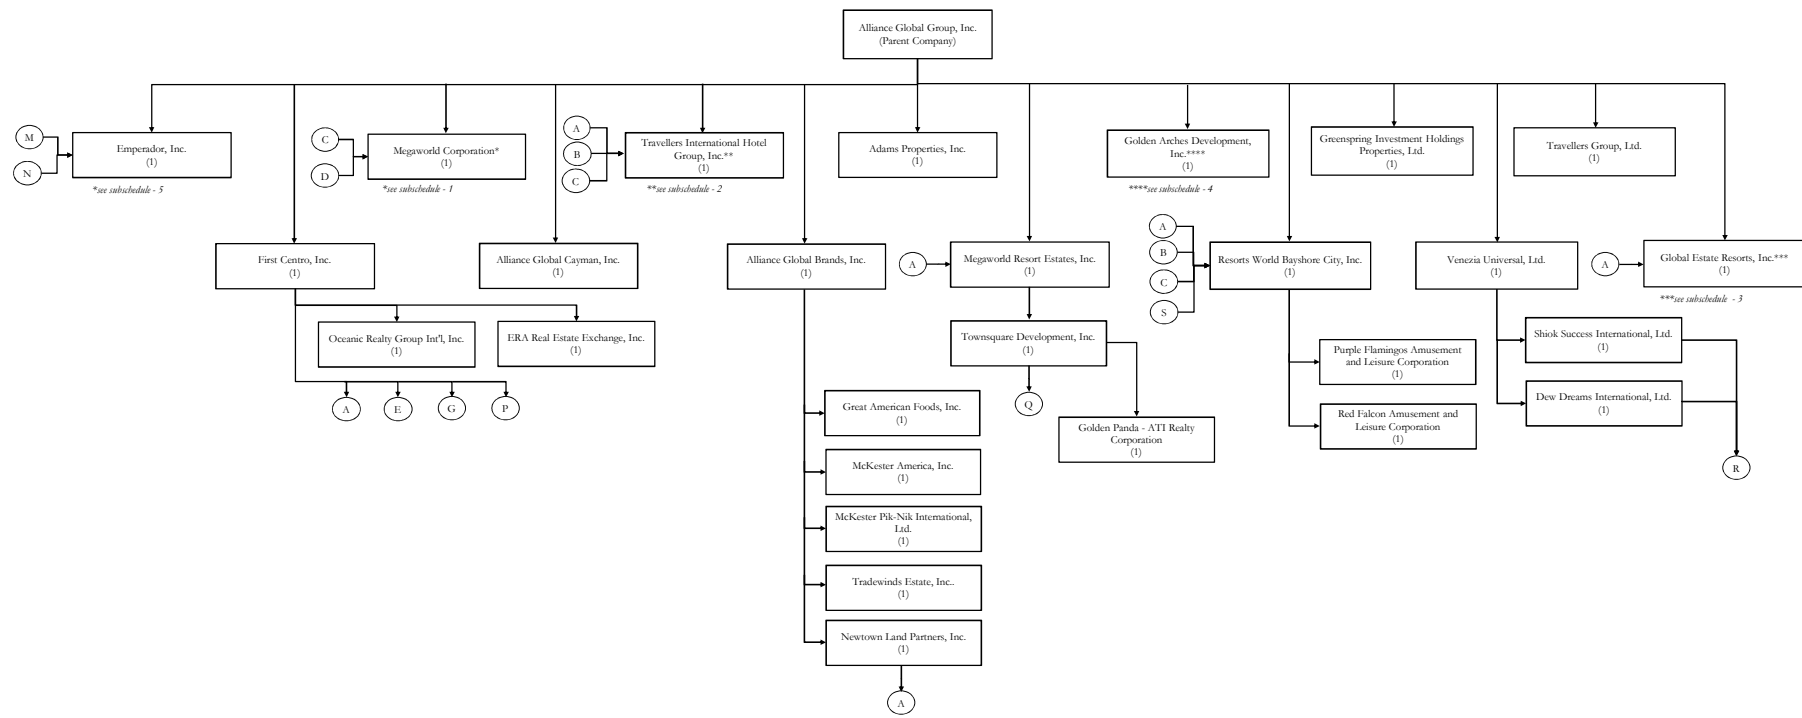 Alliance Global Group, Inc.
(Parent Company)
M
N
Emperador, Inc.
(1)
*see subschedule - 5
C
D
Megaworld Corporation*
(1)
*see subschedule - 1
A
B
C
Travellers International Hotel
Group, Inc.**
(1)
**see subschedule - 2
Adams Properties, Inc.
(1)
Golden Arches Development,
Inc.****
(1)
****see subschedule - 4
Greenspring Investment Holdings
Properties, Ltd.
(1)
Travellers Group, Ltd.
(1)
First Centro, Inc.
(1)
Alliance Global Cayman, Inc.
(1)
Alliance Global Brands, Inc.
(1)
A
Megaworld Resort Estates, Inc.
(1)
A
B
C
S
Resorts World Bayshore City, Inc.
(1)
Venezia Universal, Ltd.
(1)
A
Global Estate Resorts, Inc.***
(1)
***see subschedule - 3
Oceanic Realty Group Int'l, Inc.
(1)
ERA Real Estate Exchange, Inc.
(1)
A
E
G
P
Townsquare Development, Inc.
(1)
Q
Golden Panda - ATI Realty
Corporation
(1)
Purple Flamingos Amusement
and Leisure Corporation
(1)
Red Falcon Amusement and
Leisure Corporation
(1)
Shiok Success International, Ltd.
(1)
Dew Dreams International, Ltd.
(1)
R
Great American Foods, Inc.
(1)
McKester America, Inc.
(1)
McKester Pik-Nik International,
Ltd.
(1)
Tradewinds Estate, Inc..
(1)
Newtown Land Partners, Inc.
(1)
A